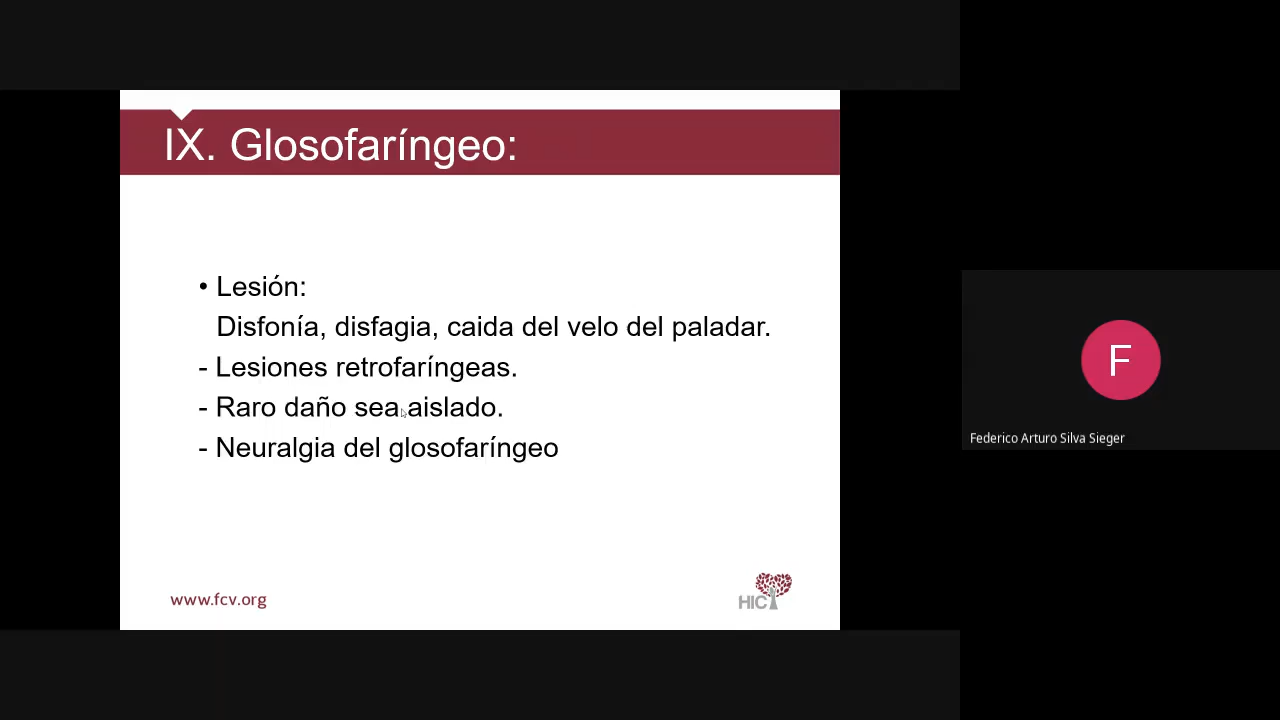 IX. Glosofaríngeo:
• Lesión:
Disfonía, disfagia, caida del velo del paladar.
- Lesiones retrofaríngeas.
- Raro daño sea aislado.
- Neuralgia del glosofaríngeo
www.fcv.org
HIC
F
Federico Arturo Silva Sieger